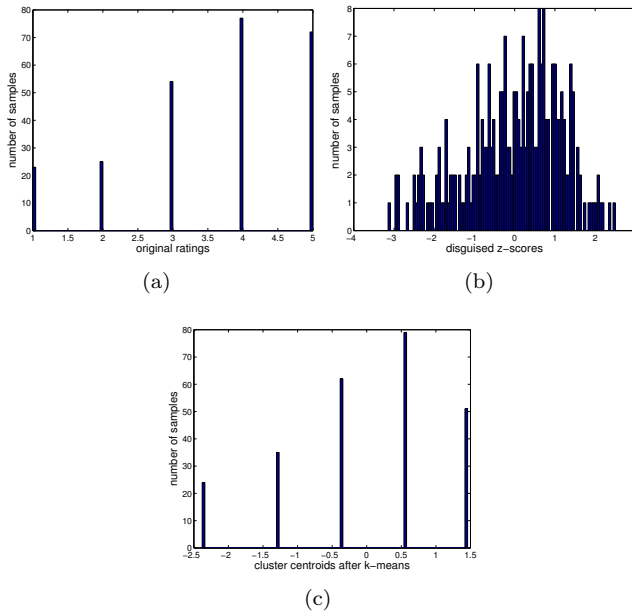 80
70
60
50
40
30
20
10
0
number of samples
1 1.5 2 2.5 3 3.5 4 4.5 5
original ratings
(a)
8
7
6
5
4
3
2
1
0
number of samples
−4 −3 −2 −1 0 1 2
disguised z−scores
(b)
80
70
60
50
40
30
20
10
0
number of samples
−2.5 −2 −1.5 −1 −0.5 0 0.5 1 1.5
cluster centroids after k−means
(c)